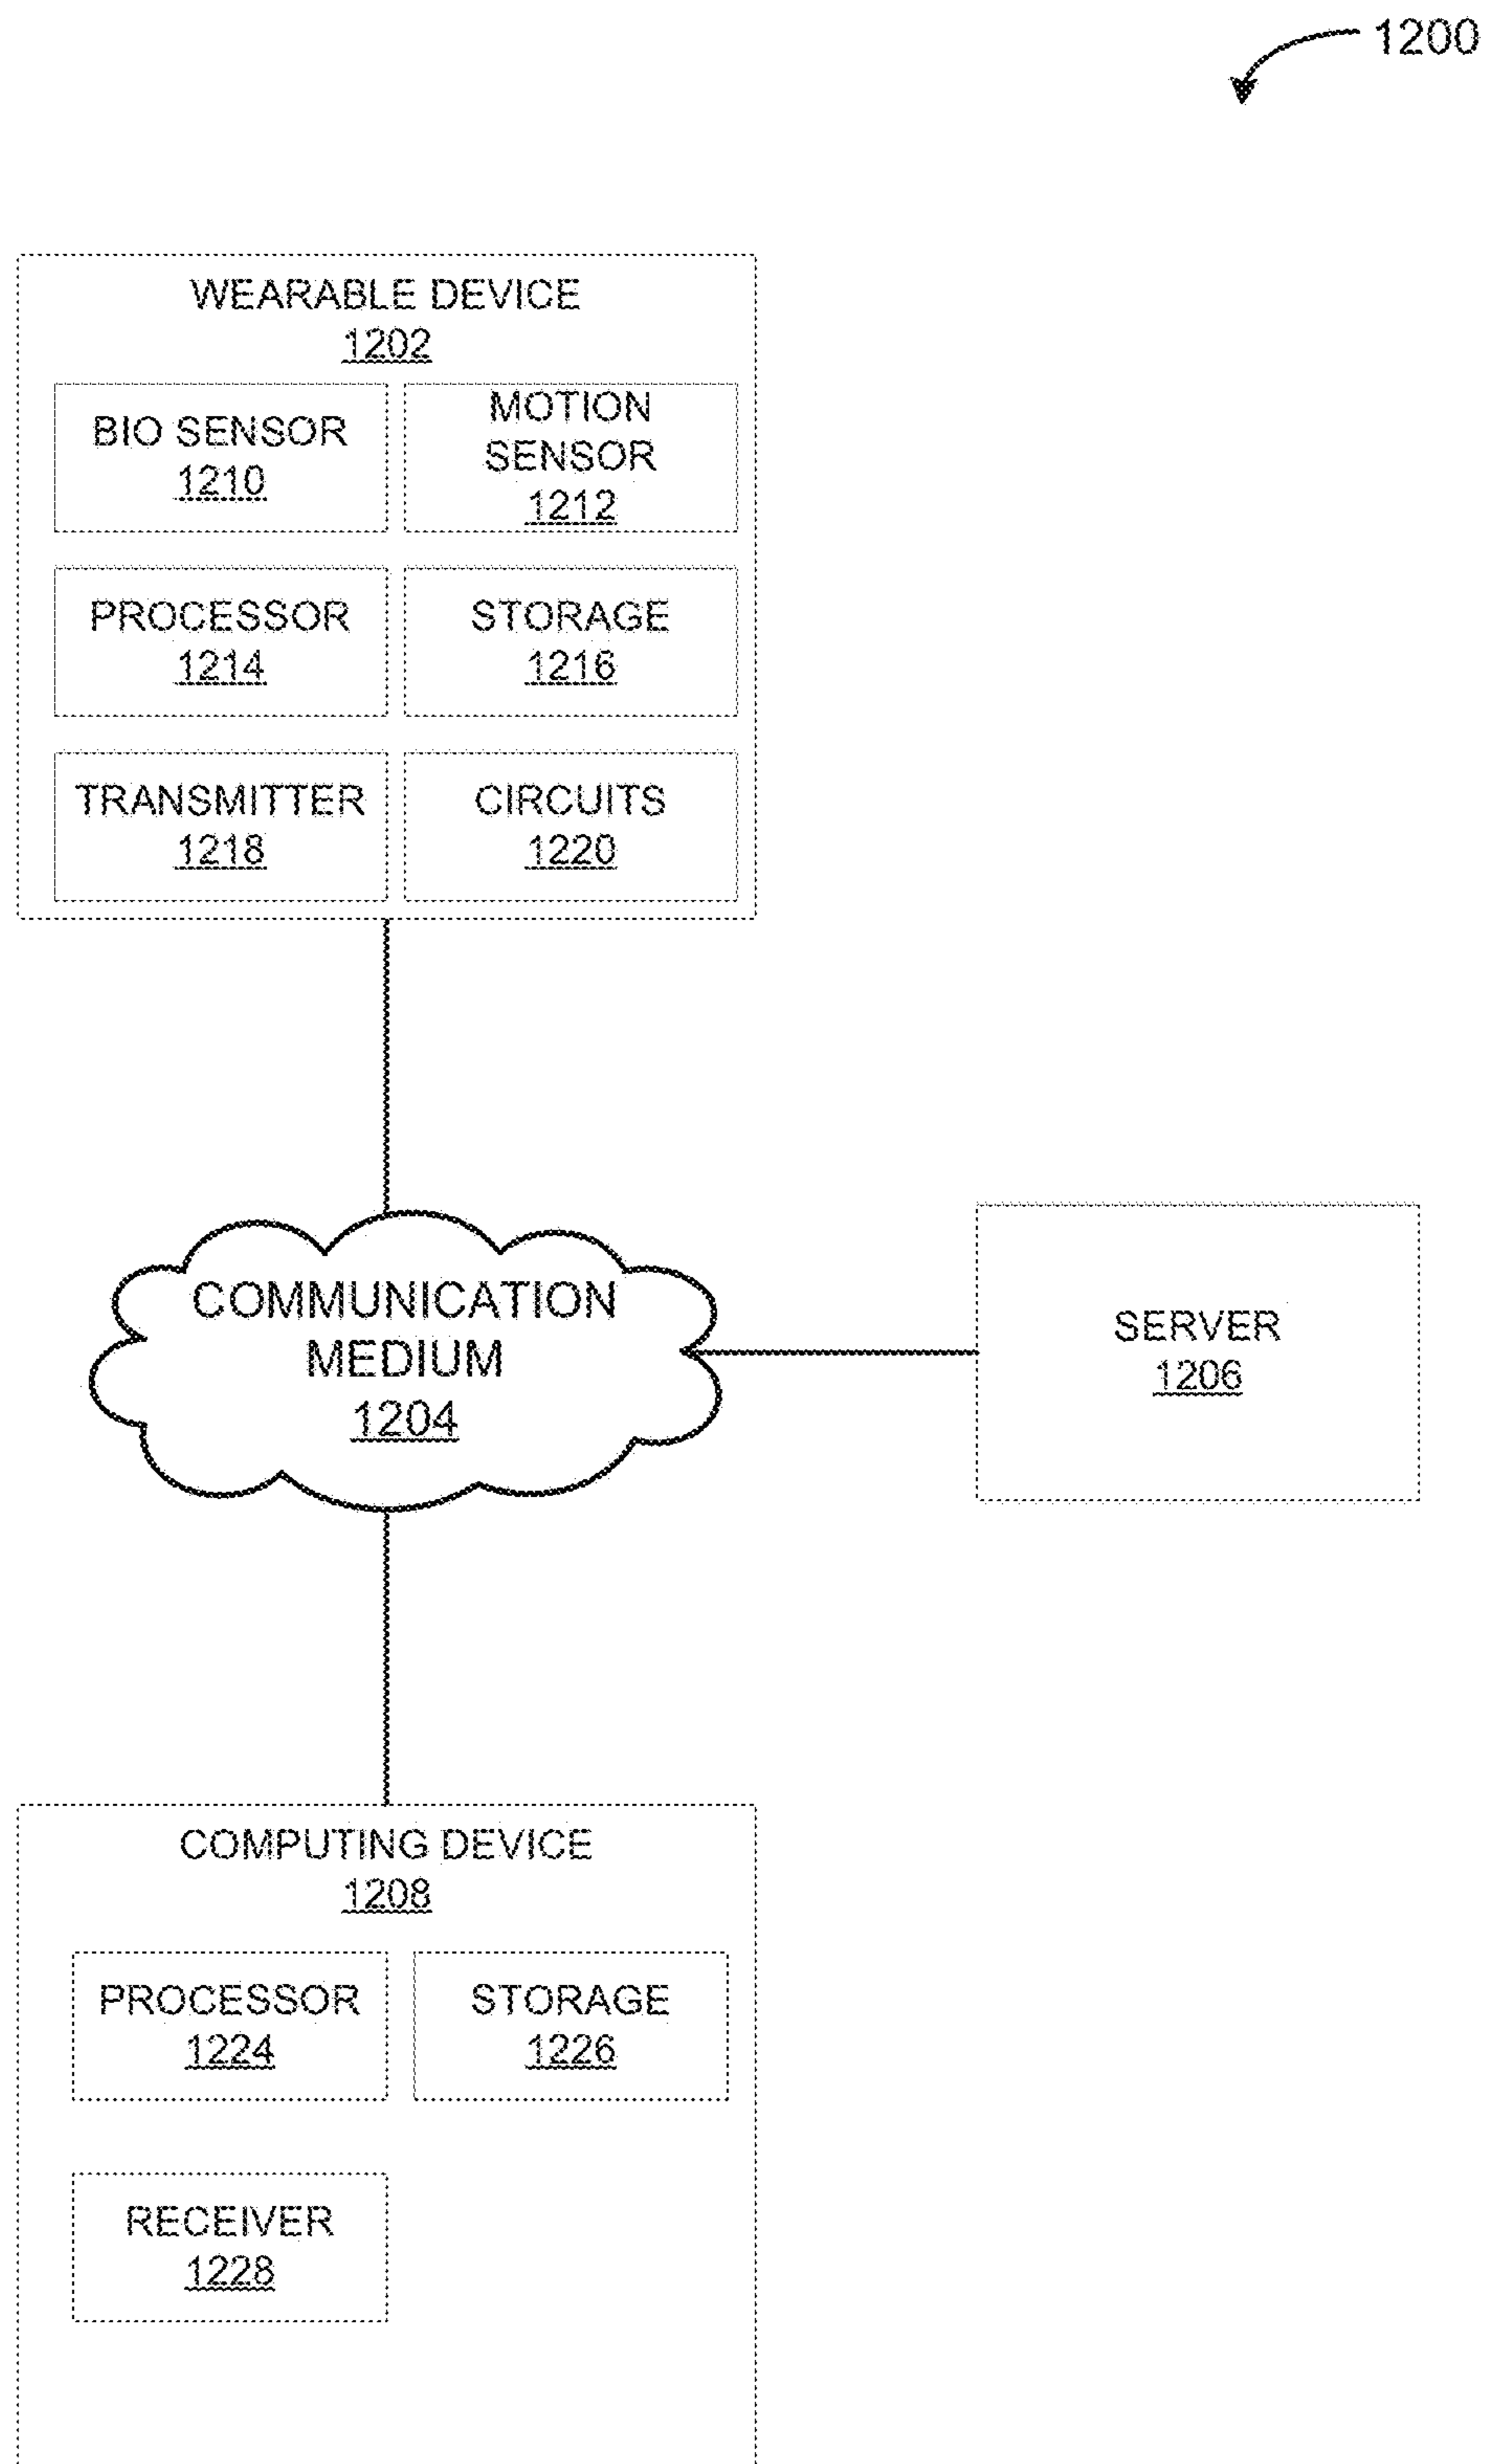 1200
WEARABLE DEVICE
1202
BIO SENSOR
1210
MOTION
SENSOR
1212
PROCESSOR
1214
STORAGE
1216
TRANSMITTER
1218
CIRCUITS
1220
COMMUNICATION
MEDIUM
1204
SERVER
1206
COMPUTING DEVICE
1208
PROCESSOR
1224
STORAGE
1226
RECEIVER
1228